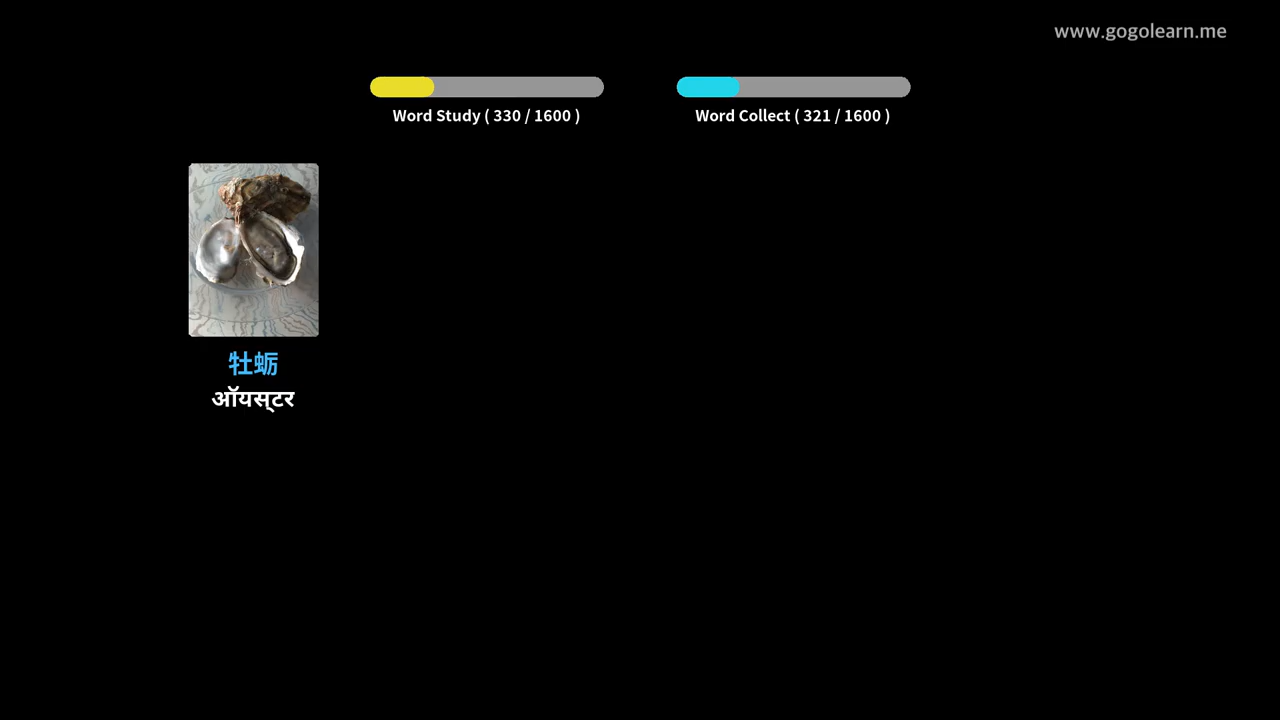 www.gogolearn.me
Word Study ( 330 / 1600 )
Word Collect ( 321 / 1600 )
牡蛎
ऑयस्टर